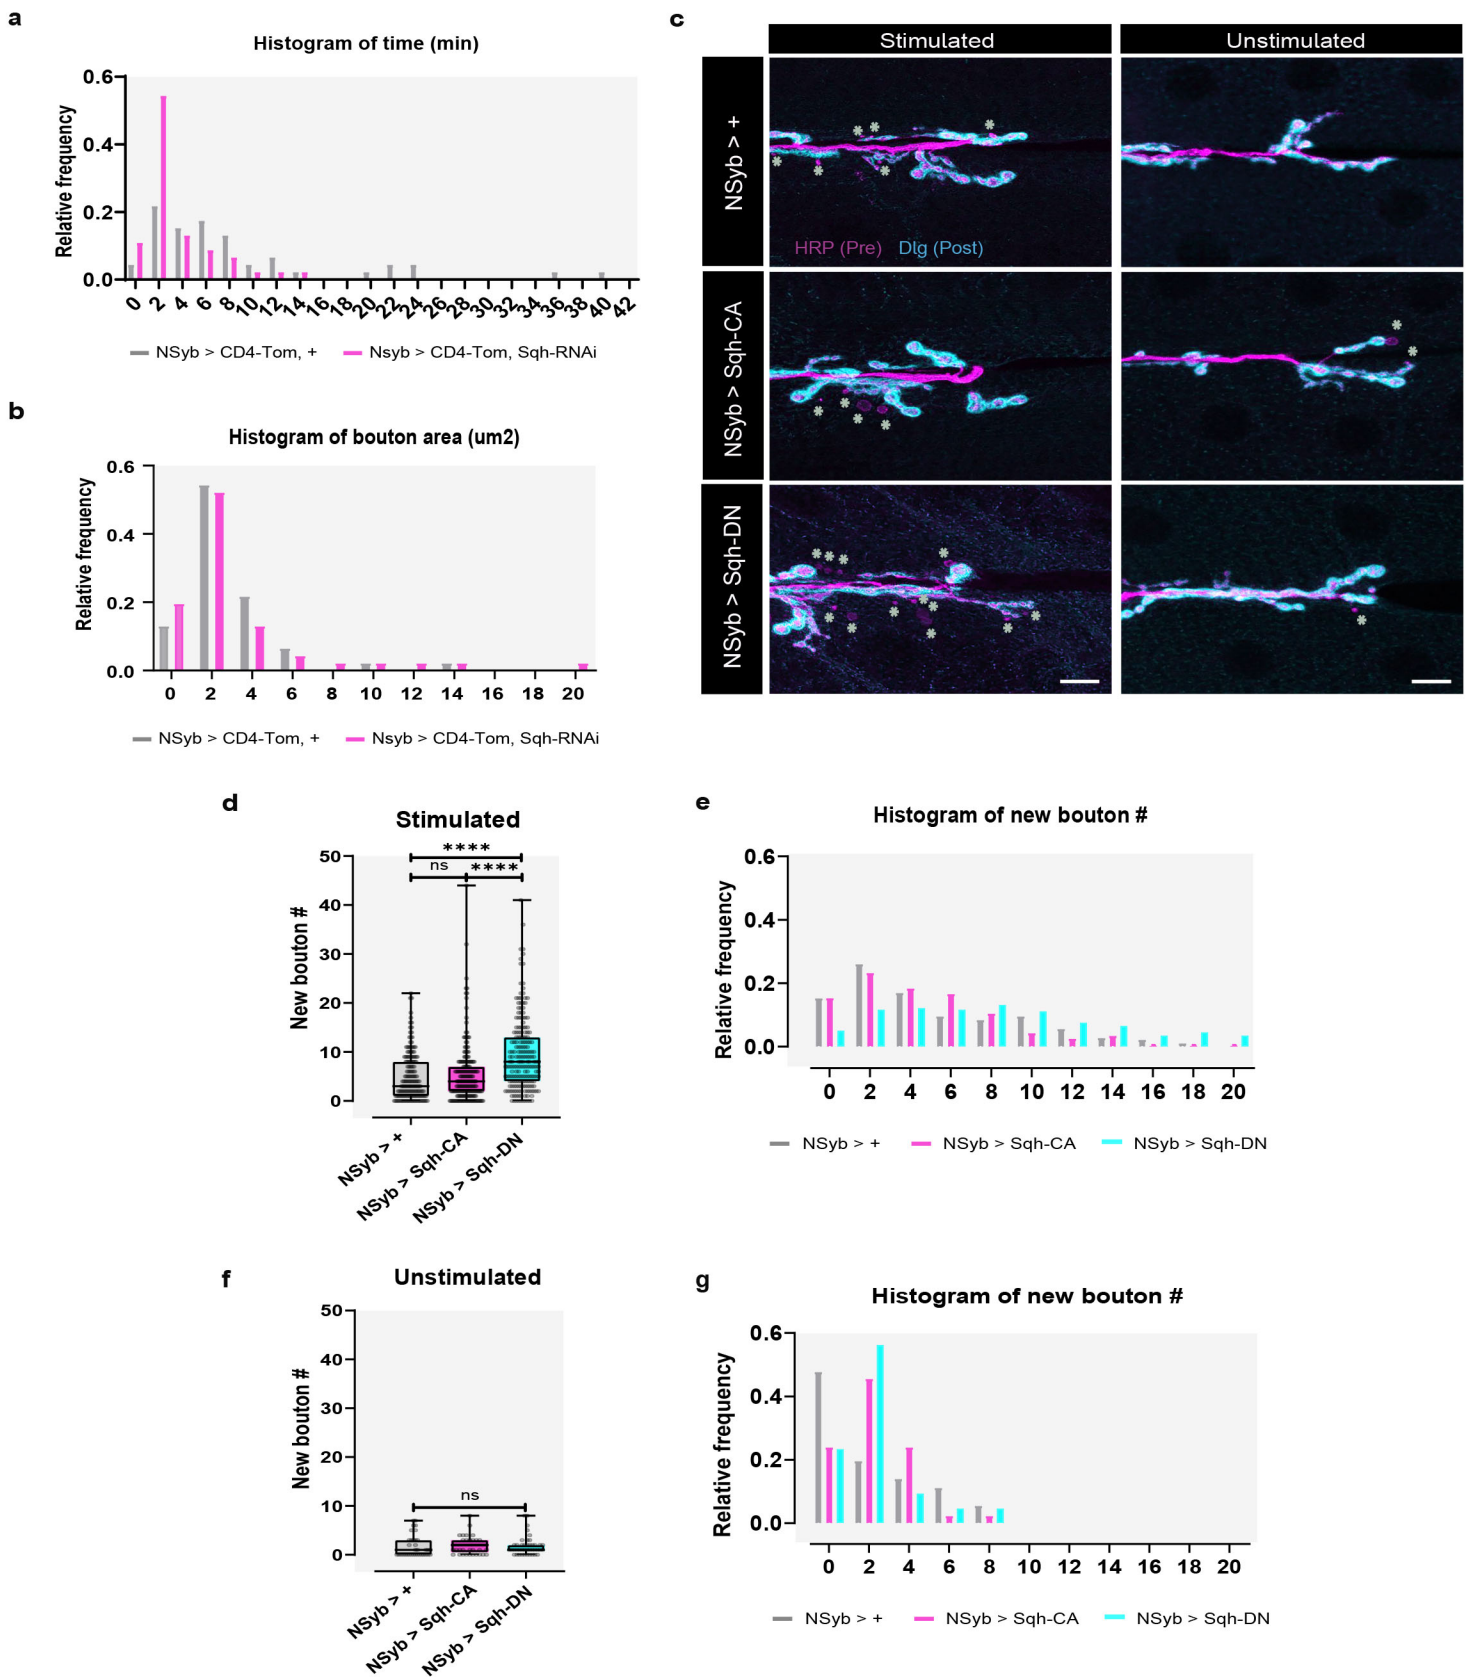 a
Histogram of time (min)
Relative frequency
0.6
0.4
0.2
0.0
0 2 4 6 8 10 12 14 16 18 20 22 24 26 28 30 32 34 36 38 40 42
NSyb > CD4-Tom, + Nsyb > CD4-Tom, Sqh-RNAi
b
Histogram of bouton area (um2)
Relative frequency
0.6
0.4
0.2
0.0
0 2 4 6 8 10 12 14 16 18 20
NSyb > CD4-Tom, + Nsyb > CD4-Tom, Sqh-RNAi
c
Stimulated Unstimulated
NSyb > +
* * * * * *
HRP (Pre) Dlg (Post)
NSyb > Sqh-CA
* * * *
* *
NSyb > Sqh-DN
* * * * * * * * * * * *
*
d
Stimulated
New bouton #
50
40
30
20
10
0
****
ns ****
NSyb > +
NSyb > Sqh-CA
NSyb > Sqh-DN
e
Histogram of new bouton #
Relative frequency
0.6
0.4
0.2
0.0
0 2 4 6 8 10 12 14 16 18 20
NSyb > + NSyb > Sqh-CA NSyb > Sqh-DN
f
Unstimulated
New bouton #
50
40
30
20
10
0
ns
NSyb > +
NSyb > Sqh-CA
NSyb > Sqh-DN
g
Histogram of new bouton #
Relative frequency
0.6
0.4
0.2
0.0
0 2 4 6 8 10 12 14 16 18 20
NSyb > + NSyb > Sqh-CA NSyb > Sqh-DN